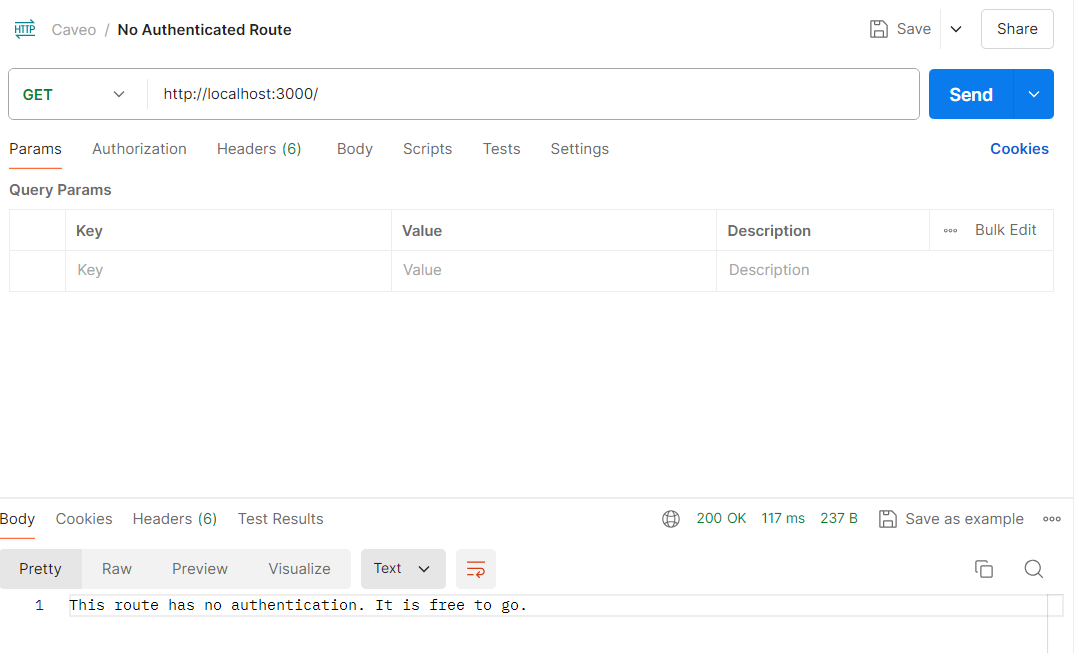 HTTP Caveo / No Authenticated Route Save Share
GET http://localhost:3000/ Send
Params Authorization Headers (6) Body Scripts Tests Settings Cookies
Query Params
Key Value Description Bulk Edit
Key Value Description
Body Cookies Headers (6) Test Results 200 OK 117 ms 237 B Save as example
Pretty Raw Preview Visualize Text
1 This route has no authentication. It is free to go.